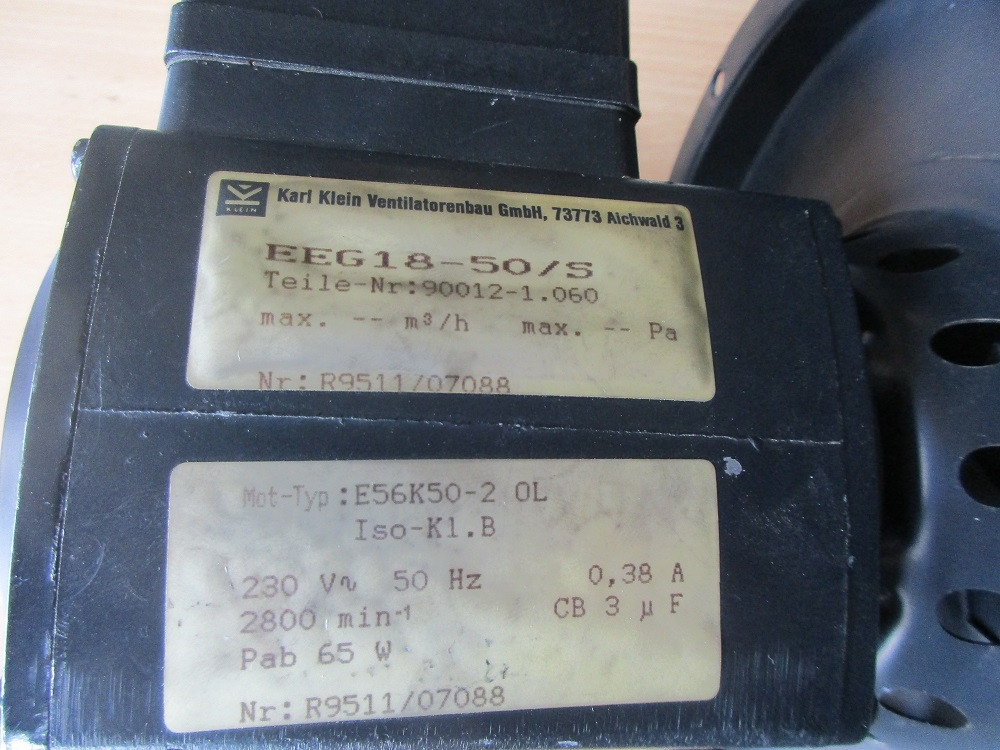 KLEIN
Karl Klein Ventilatorenbau GmbH, 73773 Aichwald 3
EEG18-50/S
Teile-Nr:90012-1.060
max. -- m³/h max. -- Pa
Nr: R9511/07088
Mot-Typ:E56K50-2 OL
Iso-Kl.B
230 V~ 50 Hz 0,38 A
2800 min⁻¹ CB 3 µF
Pab 65 W
Nr: R9511/07088